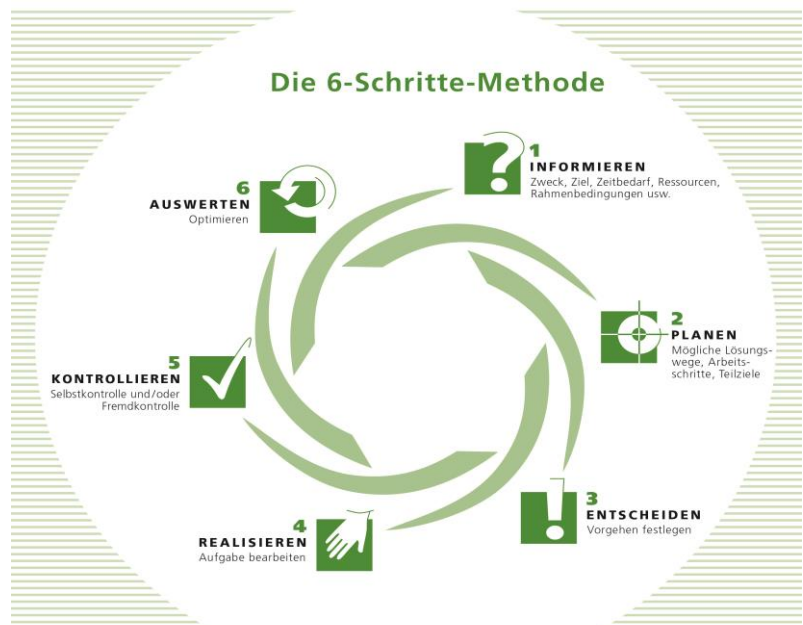 Die 6-Schritte-Methode
1
INFORMIEREN
Zweck, Ziel, Zeitbedarf, Ressourcen,
Rahmenbedingungen usw.
2
PLANEN
Mögliche Lösungs-
wege, Arbeits-
schritte, Teilziele
3
ENTSCHEIDEN
Vorgehen festlegen
4
REALISIEREN
Aufgabe bearbeiten
5
KONTROLLIEREN
Selbstkontrolle und/oder
Fremdkontrolle
6
AUSWERTEN
Optimieren